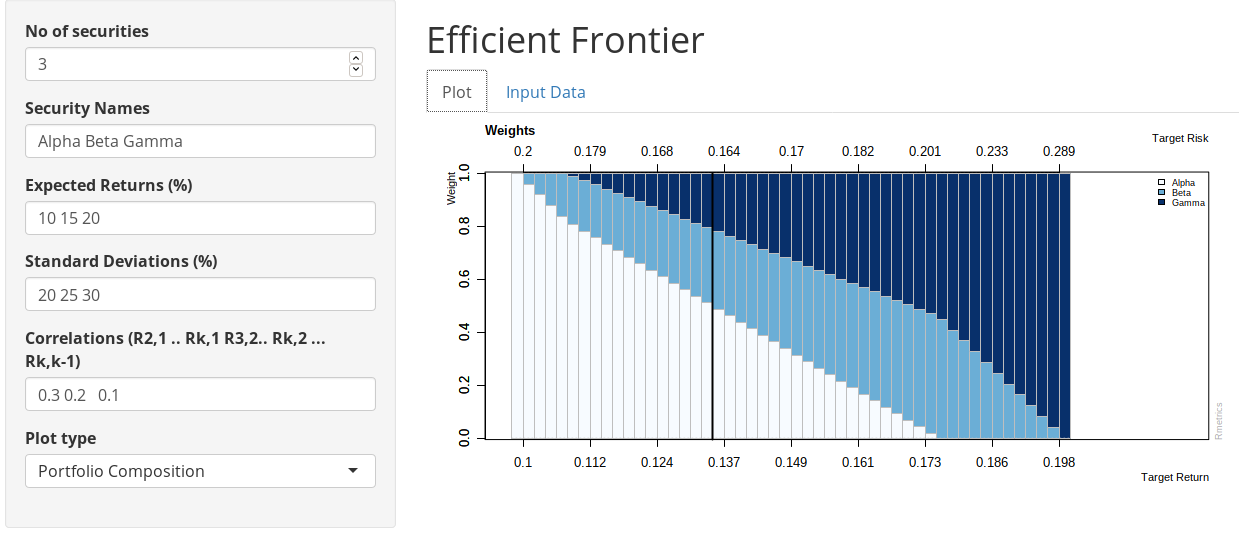 No of securities
3
Security Names
Alpha Beta Gamma
Expected Returns (%)
10 15 20
Standard Deviations (%)
20 25 30
Correlations (R2,1 .. Rk,1 R3,2.. Rk,2 ...
Rk,k-1)
0.3 0.2   0.1
Plot type
Portfolio Composition
Efficient Frontier
Plot Input Data
Weights
Target Risk
0.2 0.179 0.168 0.164 0.17 0.182 0.201 0.233 0.289
Weight
1.0
0.8
0.6
0.4
0.2
0.0
Alpha
Beta
Gamma
Rmetrics
0.1 0.112 0.124 0.137 0.149 0.161 0.173 0.186 0.198
Target Return